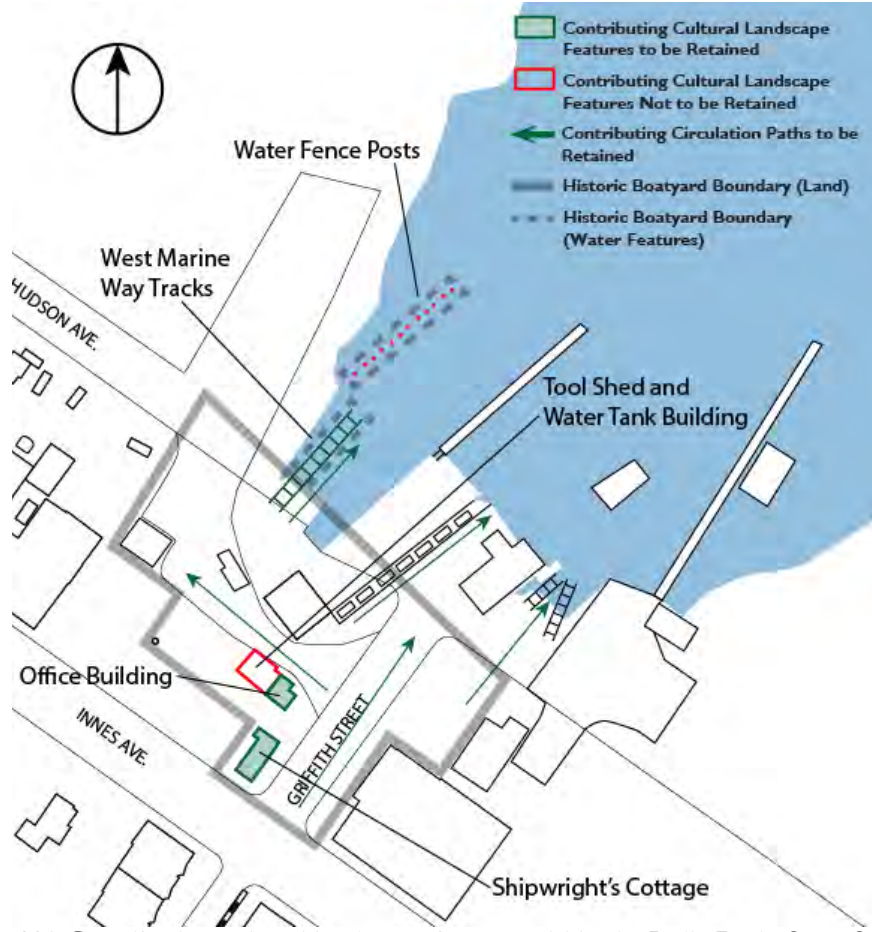 Contributing Cultural Landscape
Features to be Retained
Contributing Cultural Landscape
Features Not to be Retained
Contributing Circulation Paths to be
Retained
Historic Boatyard Boundary (Land)
Historic Boatyard Boundary
(Water Features)
Water Fence Posts
West Marine
Way Tracks
HUDSON AVE.
Tool Shed and
Water Tank Building
Office Building
INNES AVE.
GRIFFITH STREET
Shipwright's Cottage